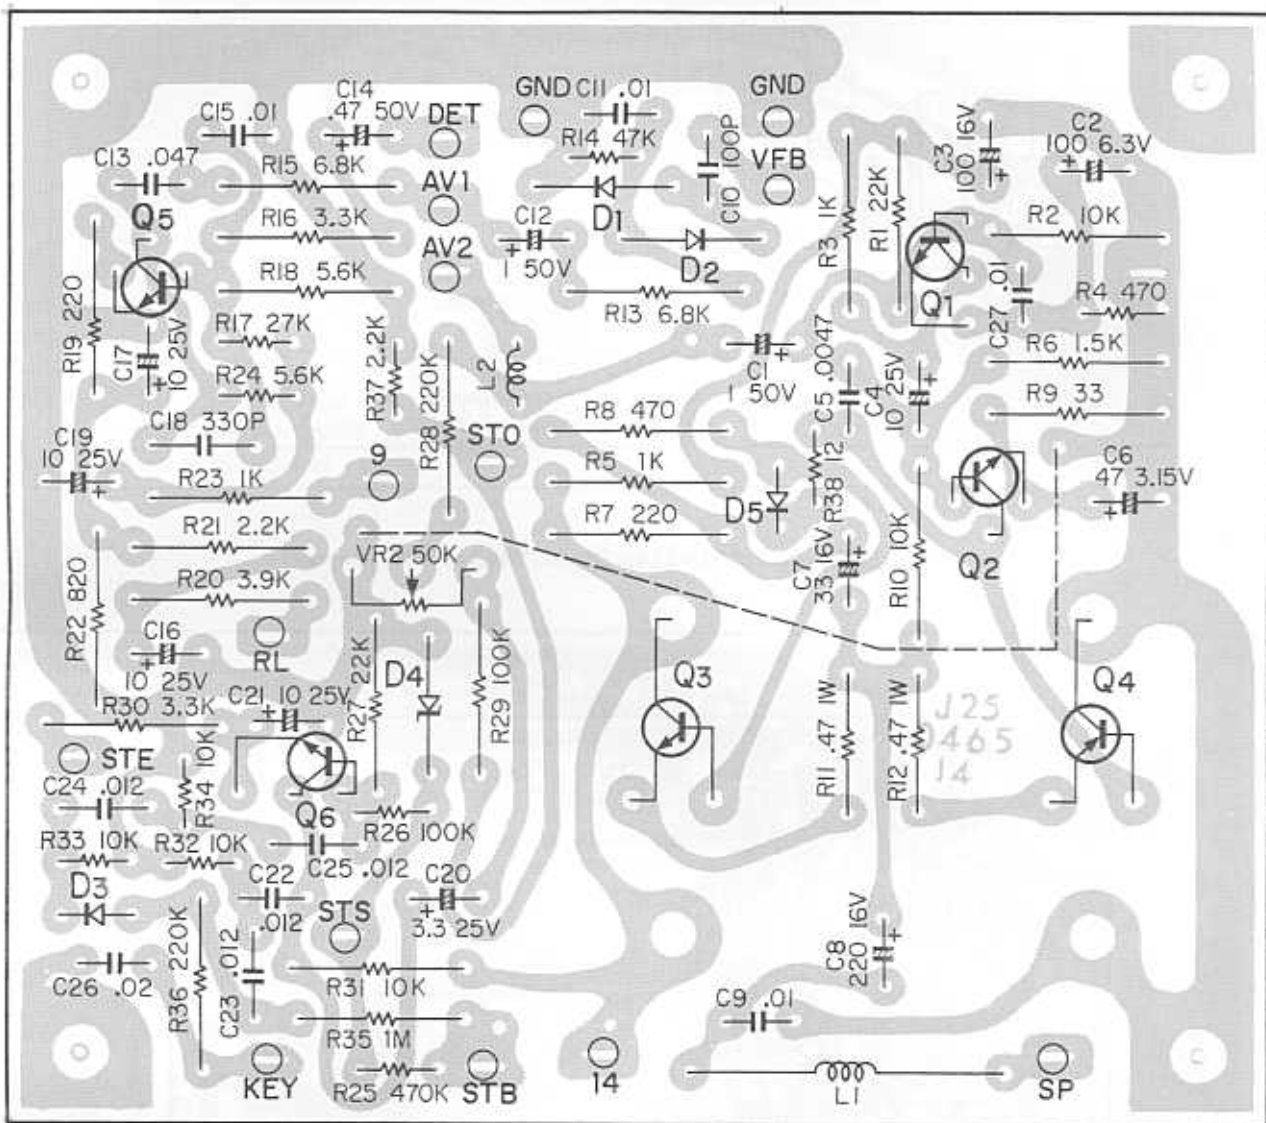 GND
C11 .01
GND
C14
.47 50V
C15 .01
DET
R14 47K
C10 100P
VFB
C3
100 16V
C2
100 6.3V
C13 .047
R15 6.8K
AV1
D1
R3 1K
R1 22K
Q5
R16 3.3K
C12
1 50V
R2 10K
AV2
D2
R18 5.6K
Q1
C27 .01
R4 470
R19 220
R17 27K
R13 6.8K
C17
10 25V
R37 2.2K
R28 220K
L2
C1
1 50V
C5 .0047
C4
10 25V
R6 1.5K
R24 5.6K
R9 33
C18 330P
R8 470
C19
10 25V
9
STO
R5 1K
R38 12
C6
47 3.15V
R23 1K
D5
R7 220
R21 2.2K
VR2 50K
C7
33 16V
R10 10K
Q2
R22 820
R20 3.9K
RL
C16
10 25V
R27 22K
D4
R29 100K
Q3
Q4
C21 10 25V
R30 3.3K
R11 .47 1W
R12 .47 1W
J25
0465
14
STE
R34 10K
C24 .012
Q6
R26 100K
R33 10K
R32 10K
C25 .012
D3
C22
.012
STS
C20
3.3 25V
R36 220K
C23 .012
C8
220 16V
C26 .02
R31 10K
C9 .01
R35 1M
KEY
R25 470K
STB
14
L1
SP